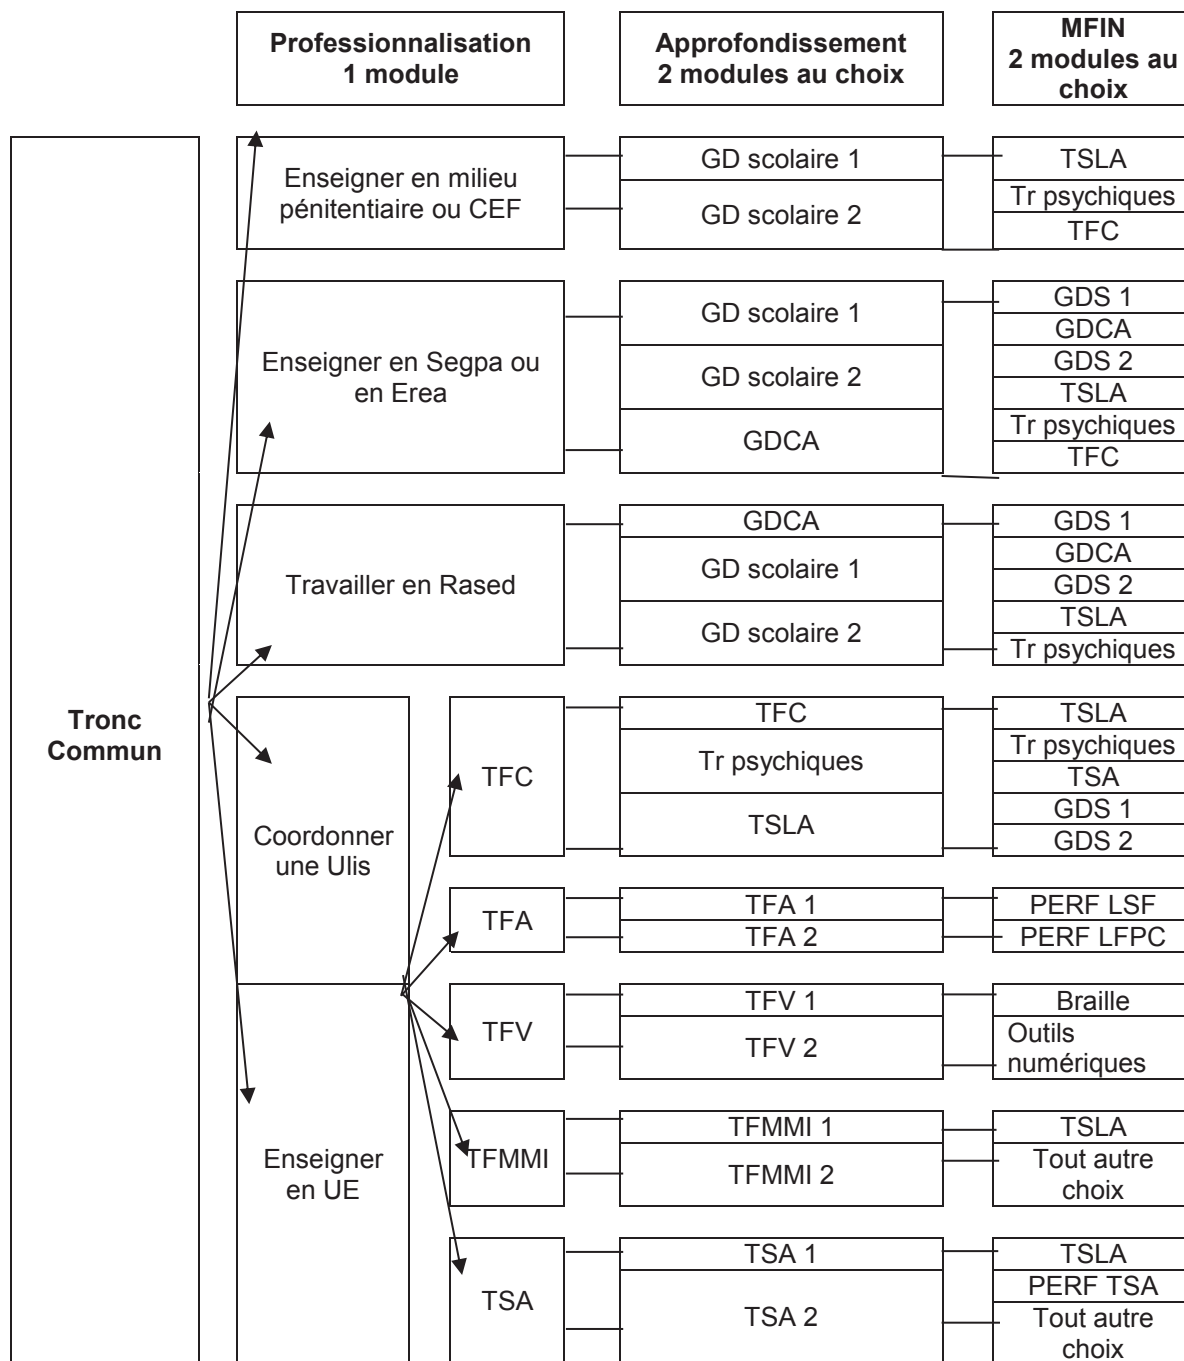 Professionnalisation
1 module
Approfondissement
2 modules au choix
MFIN
2 modules au
choix
Tronc
Commun
Enseigner en milieu
pénitentiaire ou CEF
GD scolaire 1
GD scolaire 2
TSLA
Tr psychiques
TFC
Enseigner en Segpa ou
en Erea
GD scolaire 1
GD scolaire 2
GDCA
GDS 1
GDCA
GDS 2
TSLA
Tr psychiques
TFC
Travailler en Rased
GDCA
GD scolaire 1
GD scolaire 2
GDS 1
GDCA
GDS 2
TSLA
Tr psychiques
Coordonner
une Ulis
Enseigner
en UE
TFC
TFC
Tr psychiques
TSLA
TSLA
Tr psychiques
TSA
GDS 1
GDS 2
TFA
TFA 1
TFA 2
PERF LSF
PERF LFPC
TFV
TFV 1
TFV 2
Braille
Outils
numériques
TFMMI
TFMMI 1
TFMMI 2
TSLA
Tout autre
choix
TSA
TSA 1
TSA 2
TSLA
PERF TSA
Tout autre
choix